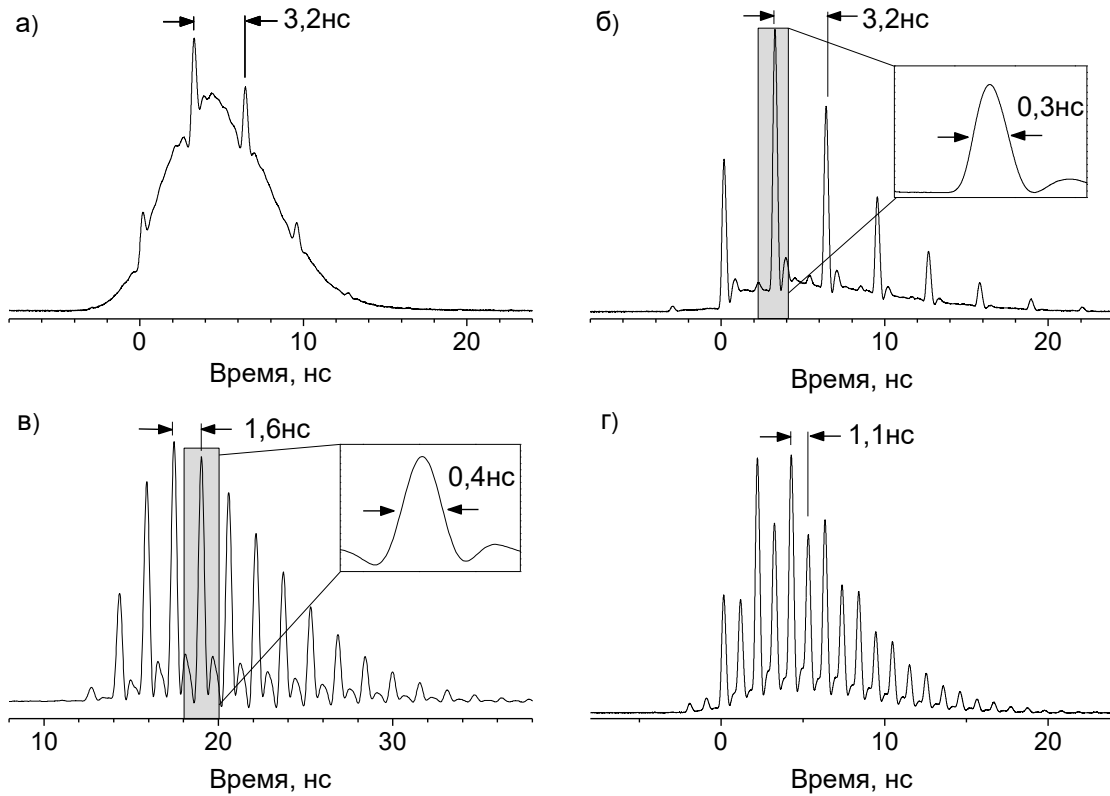 а)
3,2нс
0
10
20
Время, нс
б)
3,2нс
0,3нс
0
10
20
Время, нс
в)
1,6нс
0,4нс
10
20
30
Время, нс
г)
1,1нс
0
10
20
Время, нс